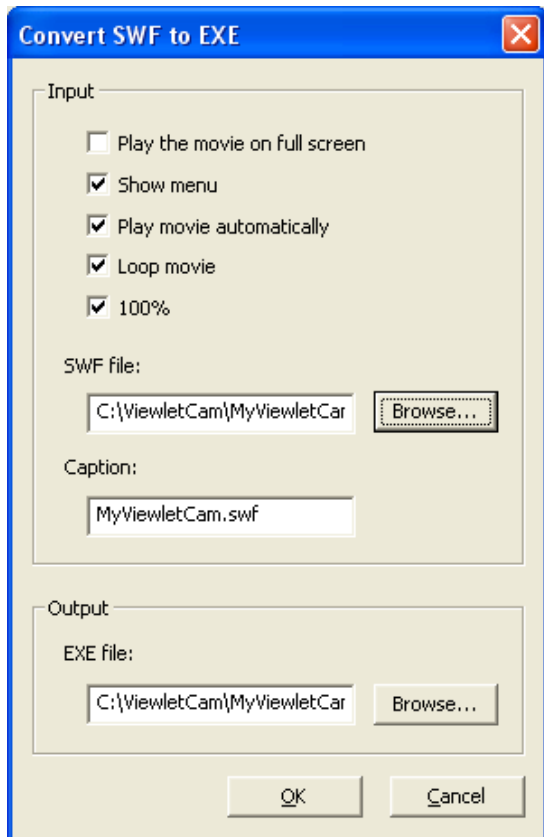 Convert SWF to EXE
Input
Play the movie on full screen
Show menu
Play movie automatically
Loop movie
100%
SWF file:
C:\ViewletCam\MyViewletCar Browse...
Caption:
MyViewletCam.swf
Output
EXE file:
C:\ViewletCam\MyViewletCar Browse...
OK Cancel